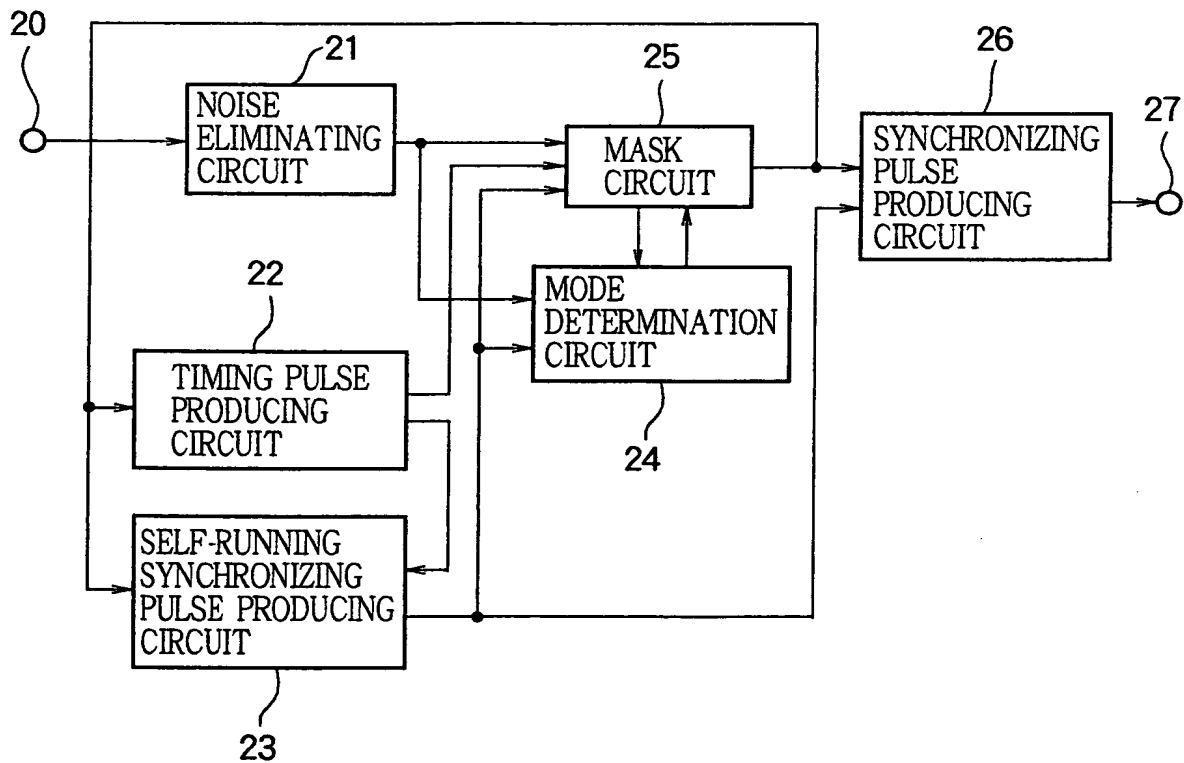 20
21
NOISE
ELIMINATING
CIRCUIT
25
MASK
CIRCUIT
26
SYNCHRONIZING
PULSE
PRODUCING
CIRCUIT
27
22
TIMING PULSE
PRODUCING
CIRCUIT
MODE
DETERMINATION
CIRCUIT
24
SELF-RUNNING
SYNCHRONIZING
PULSE PRODUCING
CIRCUIT
23